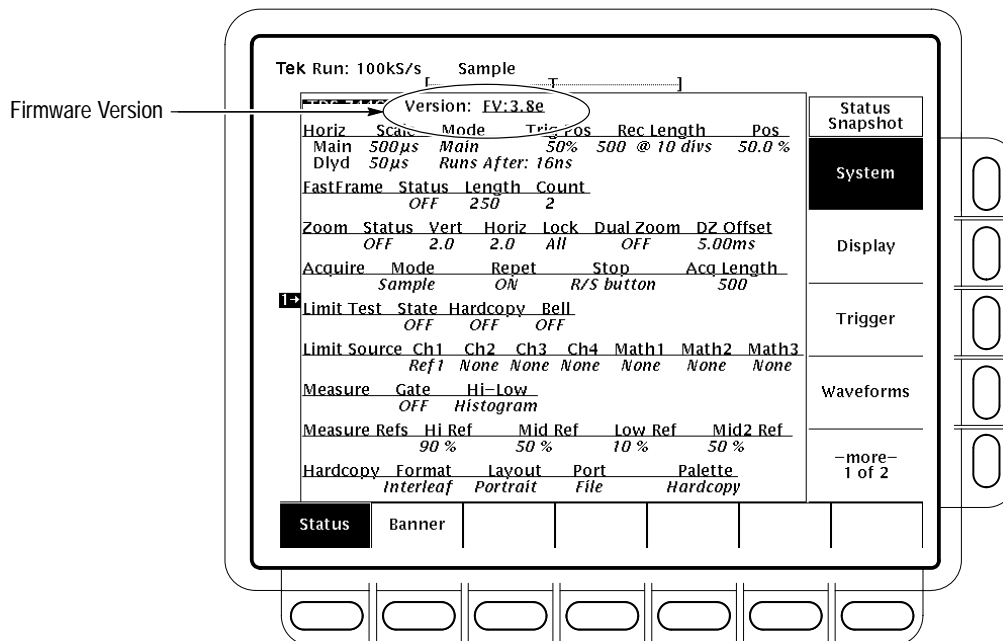 Tek Run: 100kS/s Sample
T
Firmware Version
Version: FV:3.8e
Horiz Scale Mode Trig Pos Rec Length Pos
Main 500µs Main 50% 500 @ 10 divs 50.0 %
Dlyd 50µs Runs After: 16ns
FastFrame Status Length Count
OFF 250 2
Zoom Status Vert Horiz Lock Dual Zoom DZ Offset
OFF 2.0 2.0 All OFF 5.00ms
Acquire Mode Repet Stop Acq Length
Sample ON R/S button 500
1→
Limit Test State Hardcopy Bell
OFF OFF OFF
Limit Source Ch1 Ch2 Ch3 Ch4 Math1 Math2 Math3
Ref1 None None None None None None
Measure Gate Hi–Low
OFF Histogram
Measure Refs Hi Ref Mid Ref Low Ref Mid2 Ref
90 % 50 % 10 % 50 %
Hardcopy Format Layout Port Palette
Interleaf Portrait File Hardcopy
Status
Snapshot
System
Display
Trigger
Waveforms
–more–
1 of 2
Status Banner